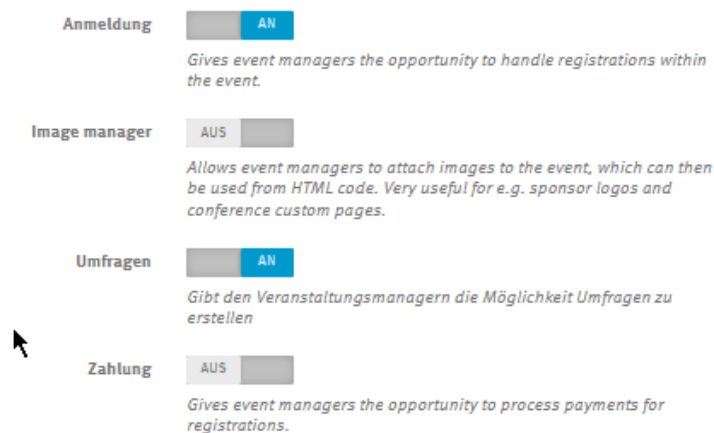 Anmeldung AN
Gives event managers the opportunity to handle registrations within
the event.
Image manager AUS
Allows event managers to attach images to the event, which can then
be used from HTML code. Very useful for e.g. sponsor logos and
conference custom pages.
Umfragen AN
Gibt den Veranstaltungsmanagern die Möglichkeit Umfragen zu
erstellen
Zahlung AUS
Gives event managers the opportunity to process payments for
registrations.